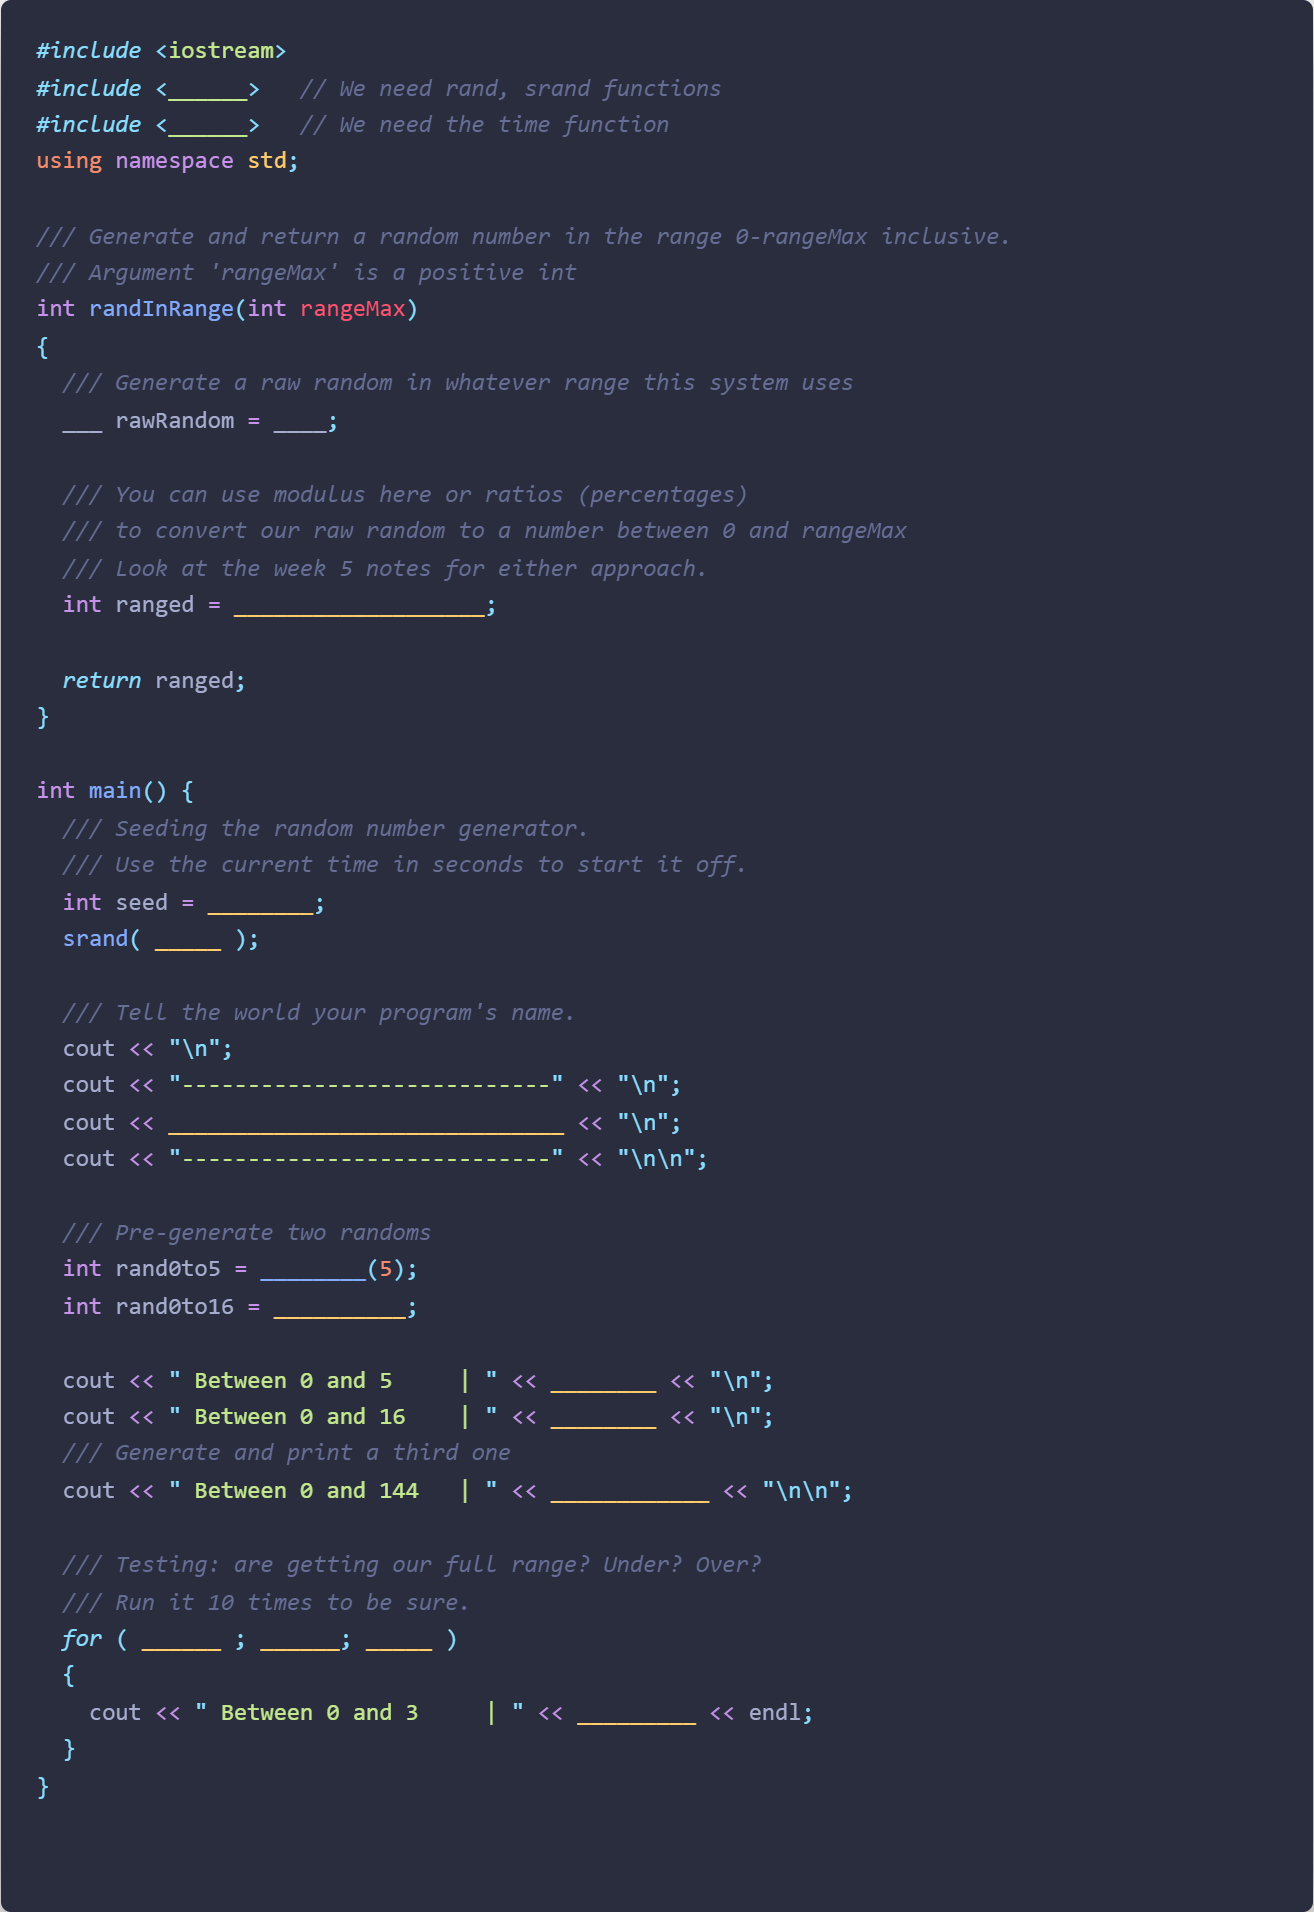 #include <iostream>
#include <______>   // We need rand, srand functions
#include <______>   // We need the time function
using namespace std;
/// Generate and return a random number in the range 0-rangeMax inclusive.
/// Argument 'rangeMax' is a positive int
int randInRange(int rangeMax)
{
  /// Generate a raw random in whatever range this system uses
  ___ rawRandom = ____;
  /// You can use modulus here or ratios (percentages)
  /// to convert our raw random to a number between 0 and rangeMax
  /// Look at the week 5 notes for either approach.
  int ranged = ___________________;
  return ranged;
}
int main() {
  /// Seeding the random number generator.
  /// Use the current time in seconds to start it off.
  int seed = ________;
  srand( _____ );
  /// Tell the world your program's name.
  cout << "\n";
  cout << "----------------------------" << "\n";
  cout << ______________________________ << "\n";
  cout << "----------------------------" << "\n\n";
  /// Pre-generate two randoms
  int rand0to5 = ________(5);
  int rand0to16 = __________;
  cout << " Between 0 and 5     | " << ________ << "\n";
  cout << " Between 0 and 16    | " << ________ << "\n";
  /// Generate and print a third one
  cout << " Between 0 and 144   | " << ____________ << "\n\n";
  /// Testing: are getting our full range? Under? Over?
  /// Run it 10 times to be sure.
  for ( ______ ; ______; _____ )
  {
    cout << " Between 0 and 3     | " << _________ << endl;
  }
}